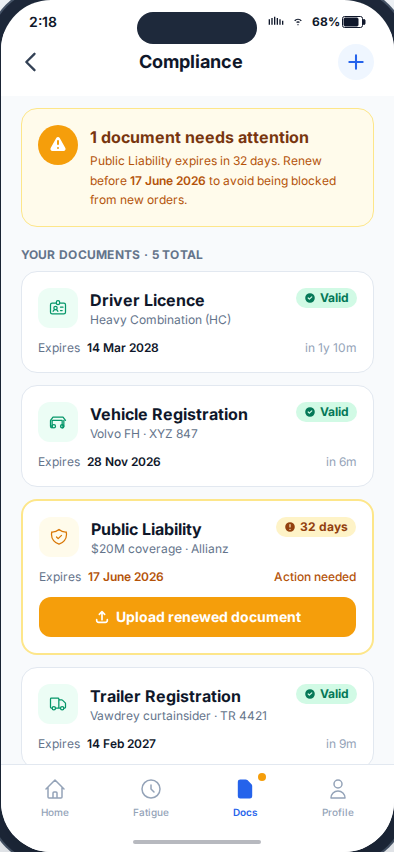 2:18
68%
Compliance
1 document needs attention
Public Liability expires in 32 days. Renew
before 17 June 2026 to avoid being blocked
from new orders.
YOUR DOCUMENTS · 5 TOTAL
Driver Licence
Valid
Heavy Combination (HC)
Expires 14 Mar 2028
in 1y 10m
Vehicle Registration
Valid
Volvo FH · XYZ 847
Expires 28 Nov 2026
in 6m
Public Liability
32 days
$20M coverage · Allianz
Expires 17 June 2026
Action needed
Upload renewed document
Trailer Registration
Valid
Vawdrey curtainsider · TR 4421
Expires 14 Feb 2027
in 9m
Home
Fatigue
Docs
Profile